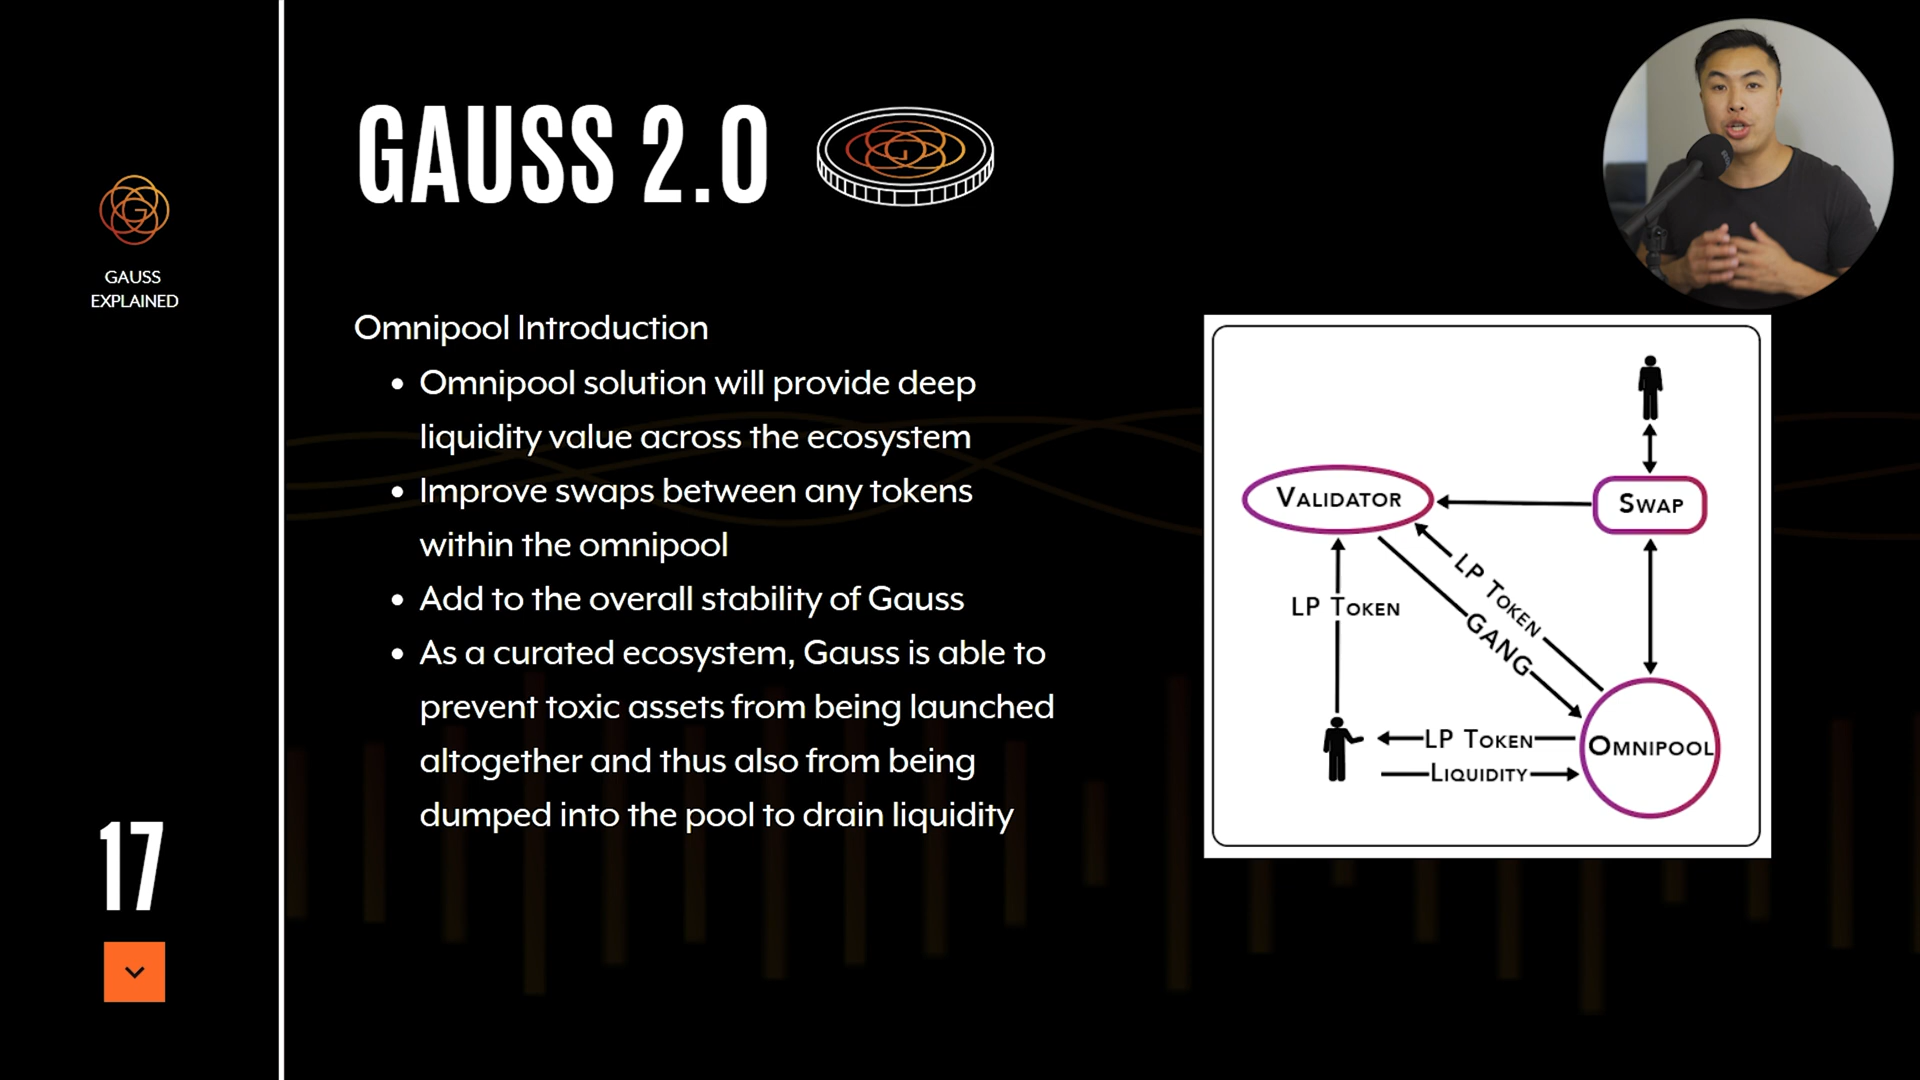 GAUSS 2.0
GAUSS
EXPLAINED
Omnipool Introduction
• Omnipool solution will provide deep
liquidity value across the ecosystem
• Improve swaps between any tokens
within the omnipool
• Add to the overall stability of Gauss
• As a curated ecosystem, Gauss is able to
prevent toxic assets from being launched
altogether and thus also from being
dumped into the pool to drain liquidity
VALIDATOR
SWAP
LP TOKEN
LP TOKEN
GANG
LP TOKEN
LIQUIDITY
OMNIPOOL
17